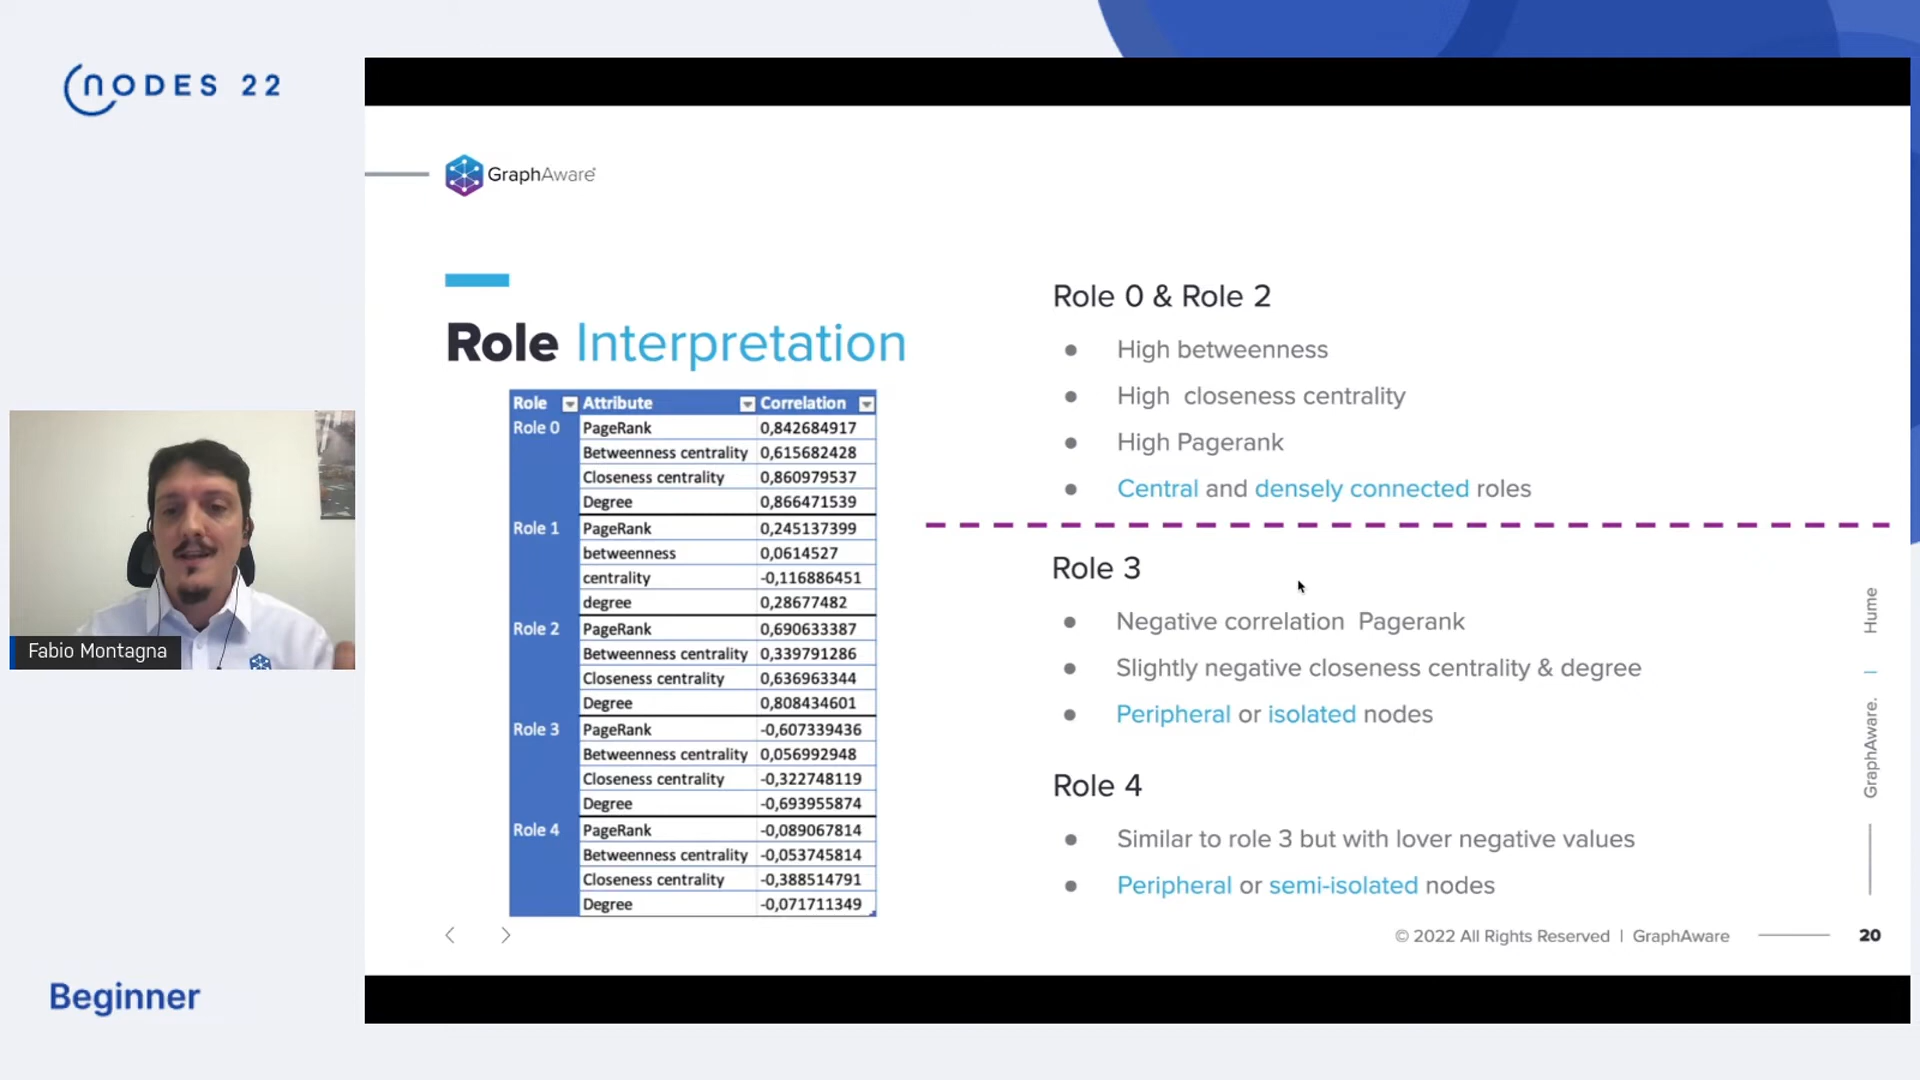 NODES 22
GraphAware
Role Interpretation
Role Attribute Correlation
Role 0 PageRank 0,842684917
Betweenness centrality 0,615682428
Closeness centrality 0,860979537
Degree 0,866471539
Role 1 PageRank 0,245137399
betweenness 0,0614527
centrality -0,116886451
degree 0,28677482
Role 2 PageRank 0,690633387
Betweenness centrality 0,339791286
Closeness centrality 0,636963344
Degree 0,808434601
Role 3 PageRank -0,607339436
Betweenness centrality 0,056992948
Closeness centrality -0,322748119
Degree -0,693955874
Role 4 PageRank -0,089067814
Betweenness centrality -0,053745814
Closeness centrality -0,388514791
Degree -0,071711349
Role 0 & Role 2
● High betweenness
● High closeness centrality
● High Pagerank
● Central and densely connected roles
Role 3
● Negative correlation Pagerank
● Slightly negative closeness centrality & degree
● Peripheral or isolated nodes
Role 4
● Similar to role 3 but with lover negative values
● Peripheral or semi-isolated nodes
GraphAware. | Hume
© 2022 All Rights Reserved | GraphAware
20
Fabio Montagna
Beginner